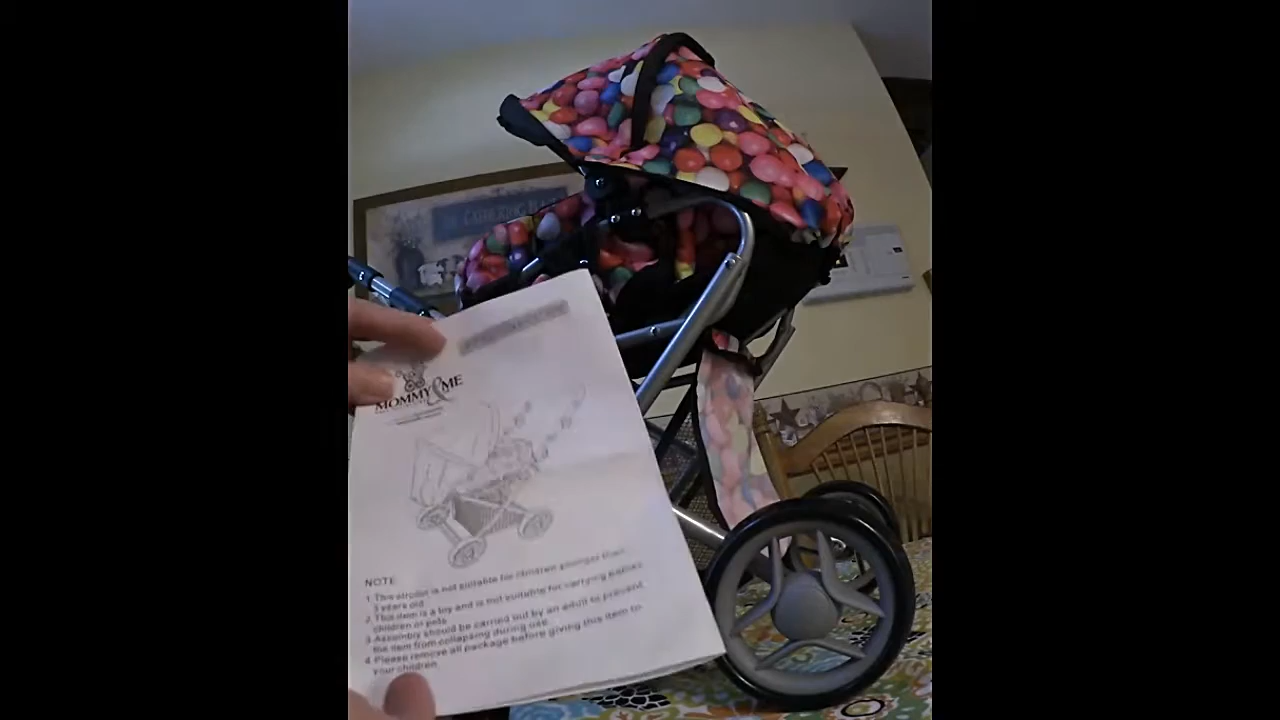 MOMMY & ME
NOTE
1. This stroller is not suitable for children younger than
3 years old.
2. This item is a toy and is not suitable for carrying babies
children or pets.
3. Assembly should be carried out by an adult to prevent
the item from collapsing during use.
4. Please remove all package before giving this item to
your children.